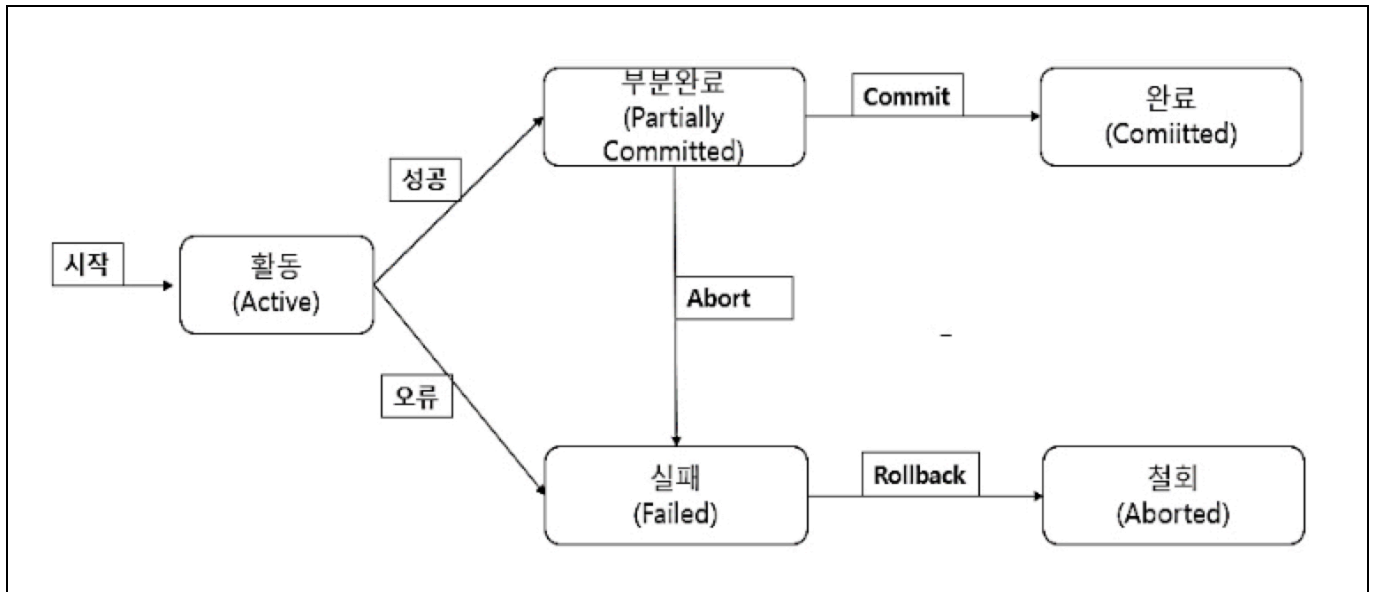 부분완료
(Partially
Committed)
Commit
완료
(Comiitted)
성공
시작
활동
(Active)
Abort
오류
실패
(Failed)
Rollback
철회
(Aborted)